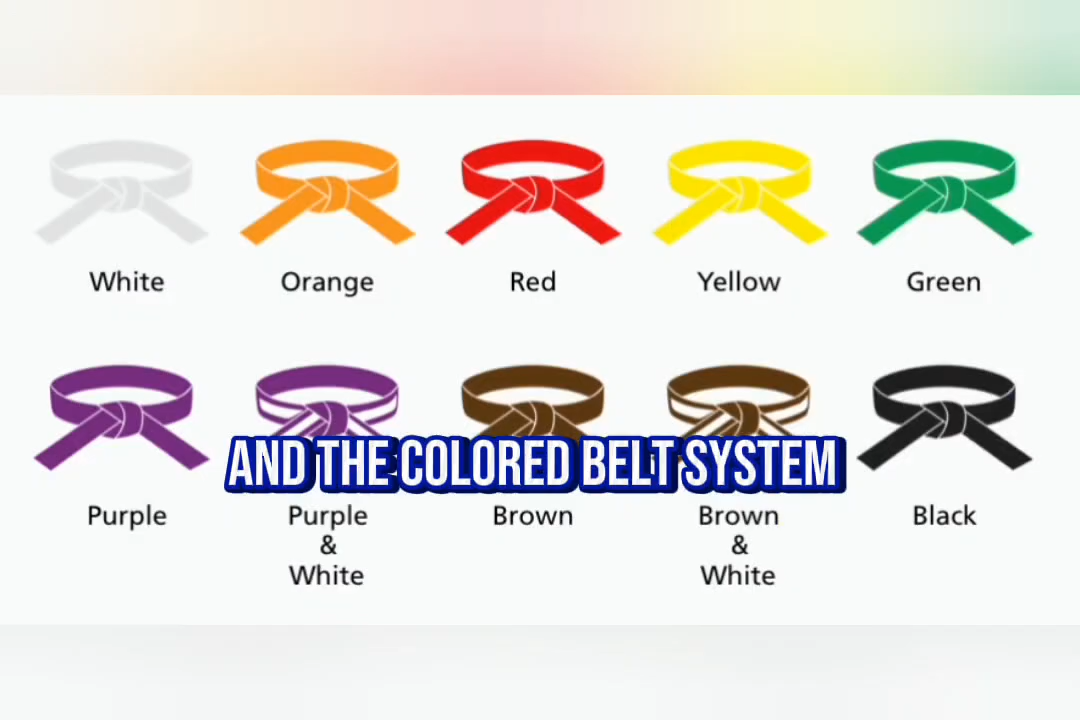 White
Orange
Red
Yellow
Green
AND THE COLORED BELT SYSTEM
Purple
Purple
&
White
Brown
Brown
&
White
Black